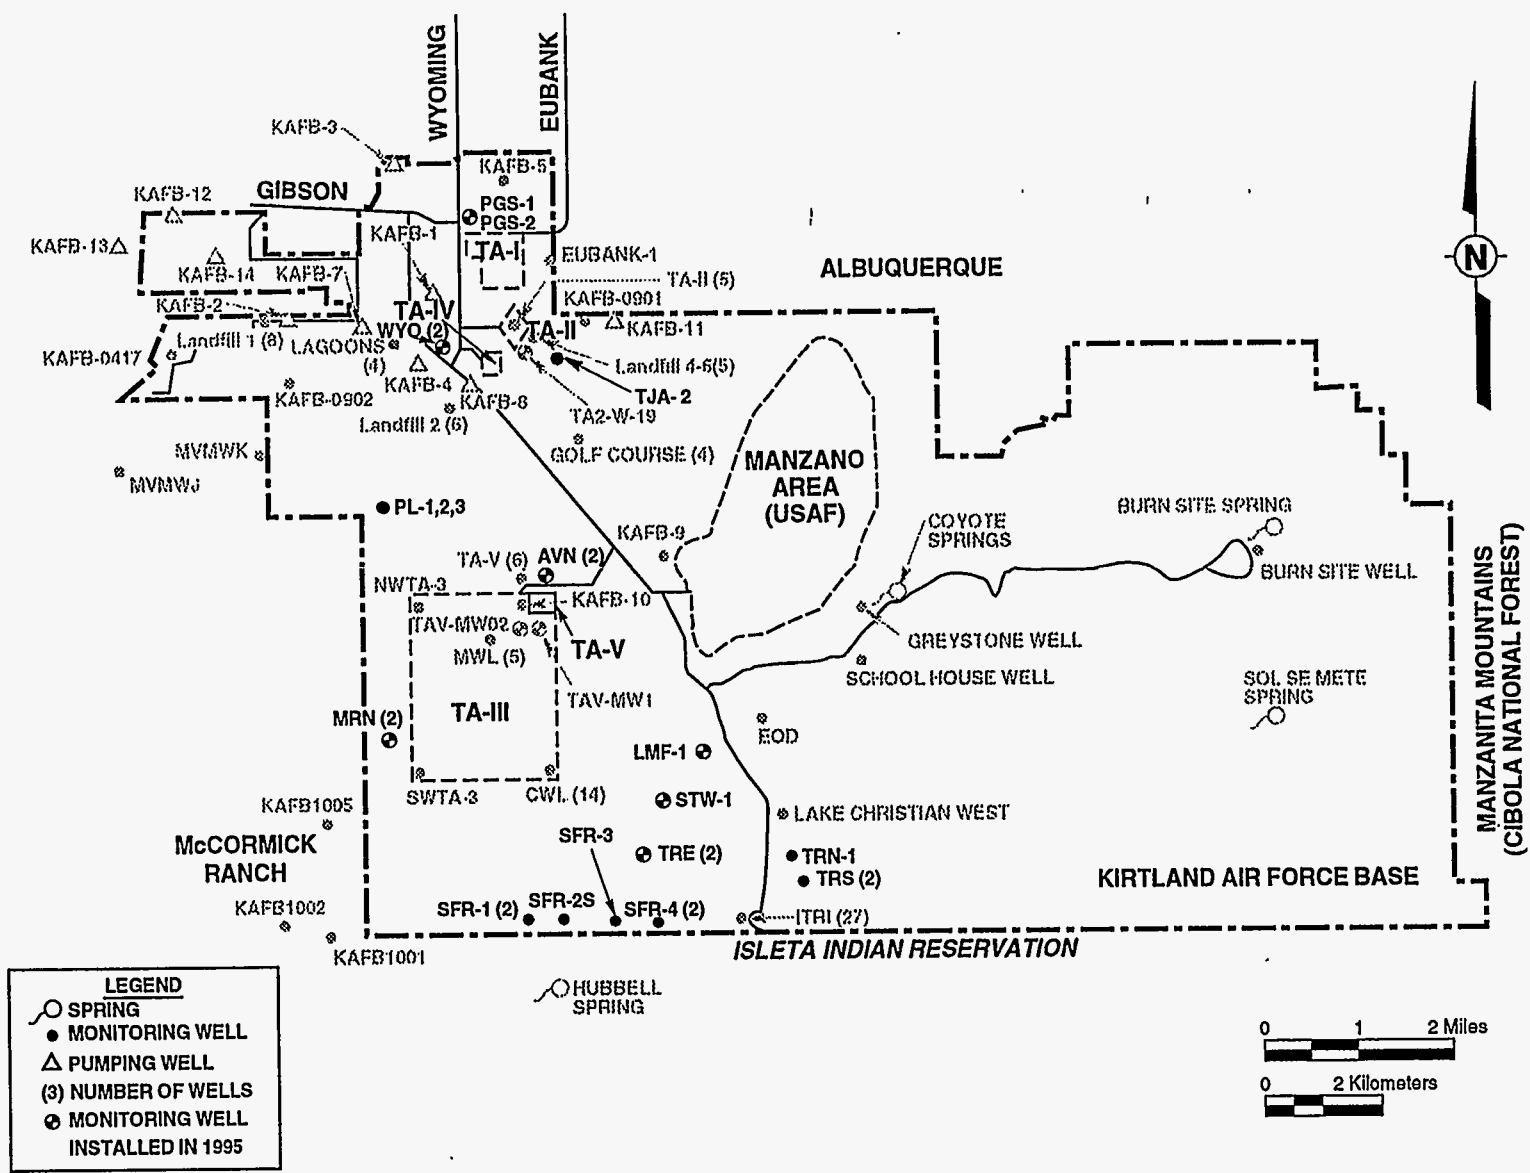 WYOMING
EUBANK
KAFB-3
KAFB-5
KAFB-12
GIBSON
PGS-1
PGS-2
KAFB-1
KAFB-13
TA-I
EUBANK-1
KAFB-14
KAFB-7
TA-II (5)
ALBUQUERQUE
N
KAFB-2
TA-IV
KAFB-0901
WYO (2)
TA-II
KAFB-11
Landfill 1 (8)
LAGOONS
(4)
KAFB-0417
Landfill 4-6(5)
KAFB-4
TJA-2
KAFB-0902
KAFB-8
TA2-W-19
Landfill 2 (6)
GOLF COURSE (4)
MVMWK
MVMWJ
MANZANO
AREA
(USAF)
PL-1,2,3
BURN SITE SPRING
COYOTE
SPRINGS
KAFB-9
TA-V (6)
AVN (2)
BURN SITE WELL
NWTA-3
KAFB-10
TAV-MW02
GREYSTONE WELL
MWL (5)
TA-V
SCHOOL HOUSE WELL
SOL SE METE
SPRING
TAV-MW1
TA-III
MRN (2)
EOD
LMF-1
MANZANITA MOUNTAINS
(CIBOLA NATIONAL FOREST)
SWTA-3
CWL (14)
STW-1
KAFB1005
LAKE CHRISTIAN WEST
McCORMICK
RANCH
SFR-3
TRE (2)
TRN-1
TRS (2)
KIRTLAND AIR FORCE BASE
KAFB1002
SFR-1 (2)
SFR-2S
SFR-4 (2)
ITRI (27)
KAFB1001
ISLETA INDIAN RESERVATION
HUBBELL
SPRING
LEGEND
SPRING
MONITORING WELL
PUMPING WELL
(3) NUMBER OF WELLS
MONITORING WELL
INSTALLED IN 1995
0 1 2 Miles
0 2 Kilometers